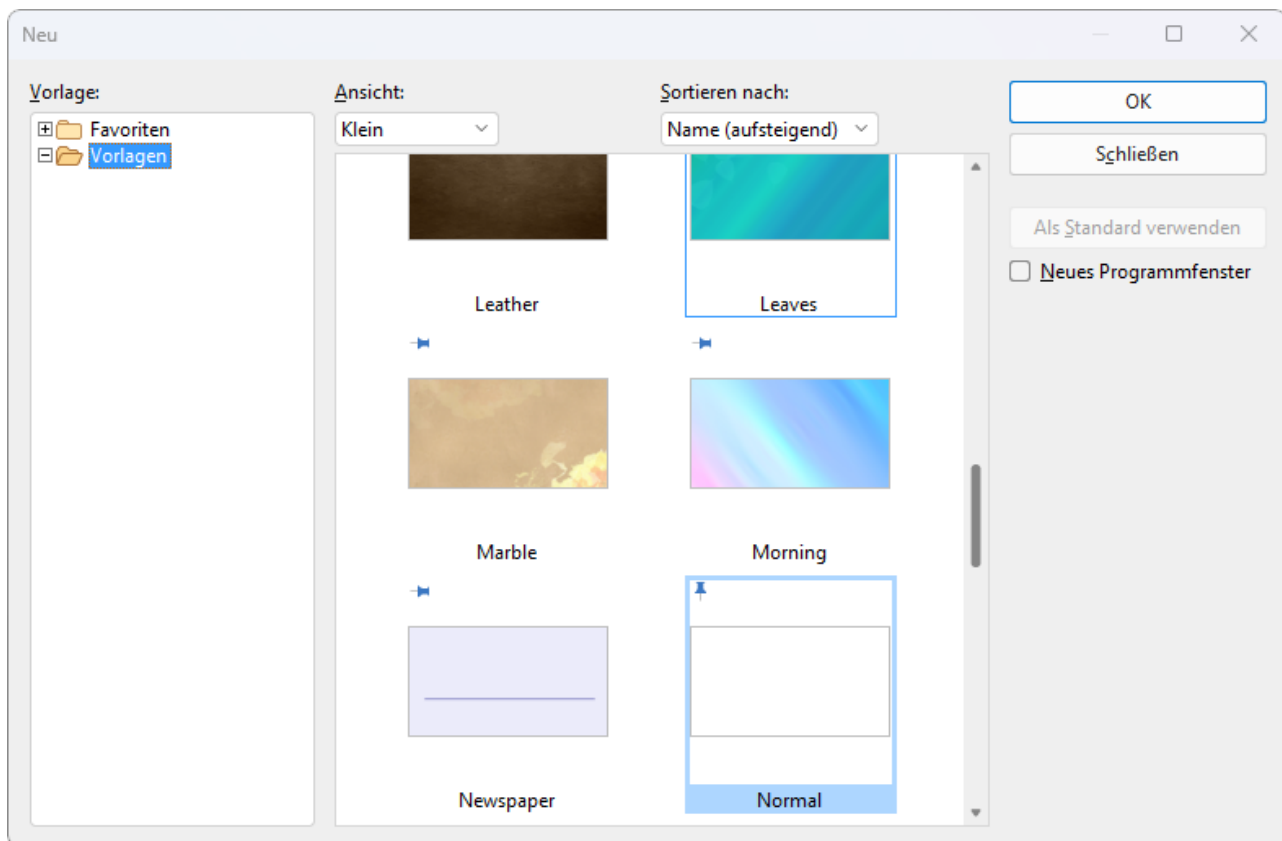 Neu
Vorlage:
Favoriten
Vorlagen
Ansicht:
Klein
Sortieren nach:
Name (aufsteigend)
Leather
Leaves
Marble
Morning
Newspaper
Normal
OK
Schließen
Als Standard verwenden
Neues Programmfenster